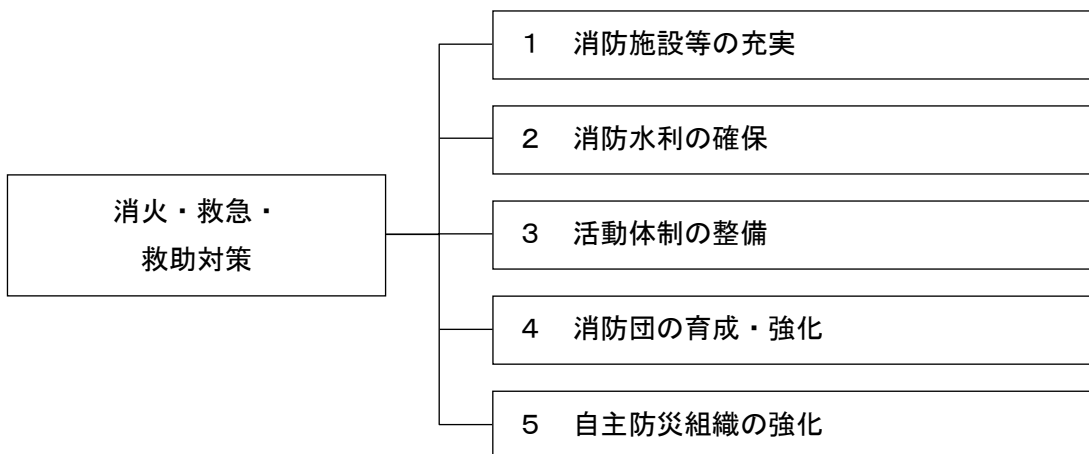 消火・救急・
救助対策
１　消防施設等の充実
２　消防水利の確保
３　活動体制の整備
４　消防団の育成・強化
５　自主防災組織の強化